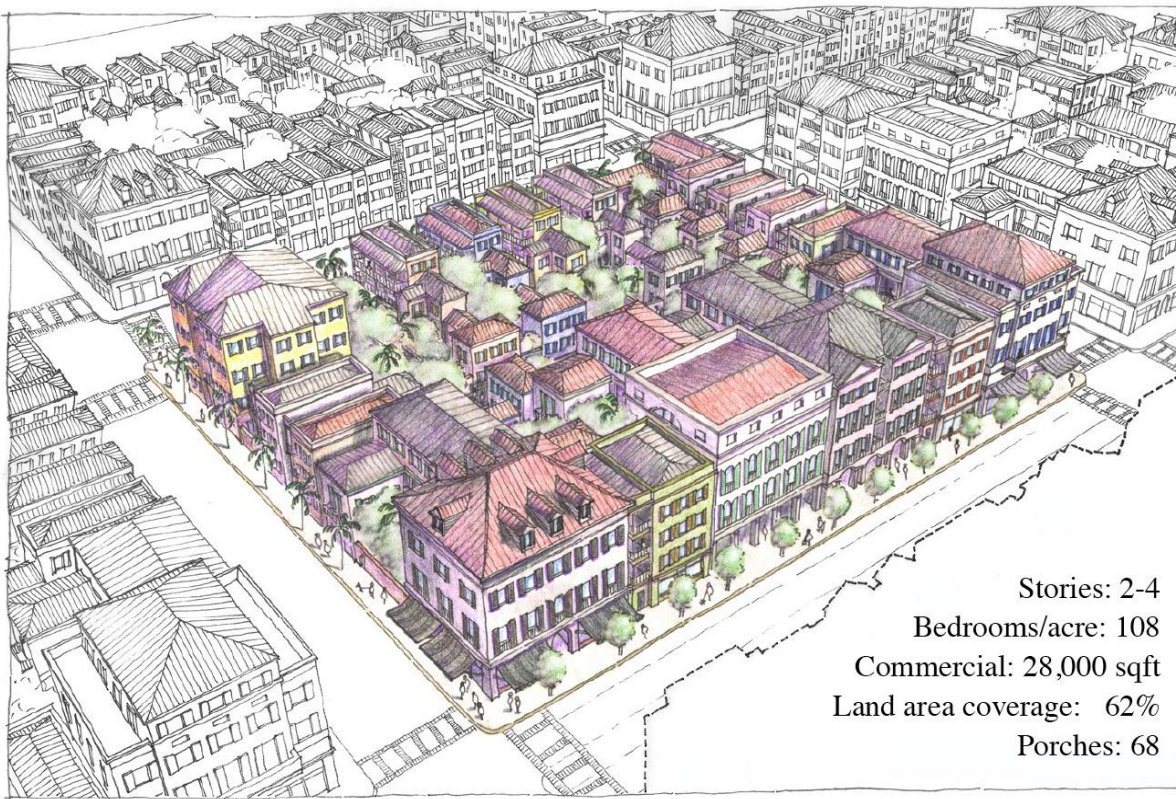 Stories: 2-4
Bedrooms/acre: 108
Commercial: 28,000 sqft
Land area coverage: 62%
Porches: 68